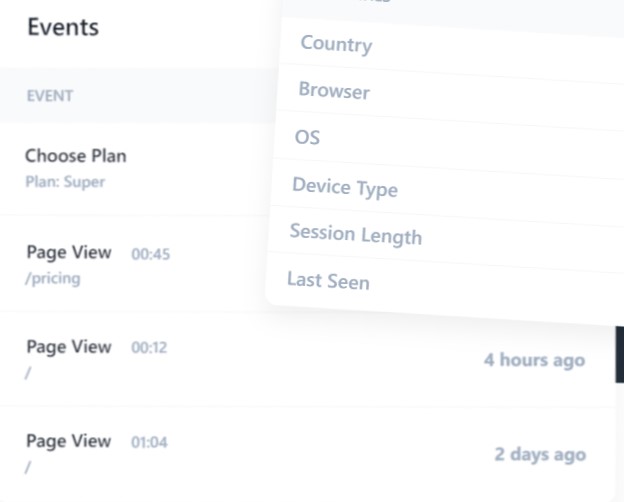 Events
EVENT
Choose Plan
Plan: Super
Page View 00:45
/pricing
Page View 00:12
/
4 hours ago
Page View 01:04
/
2 days ago
Country
Browser
OS
Device Type
Session Length
Last Seen